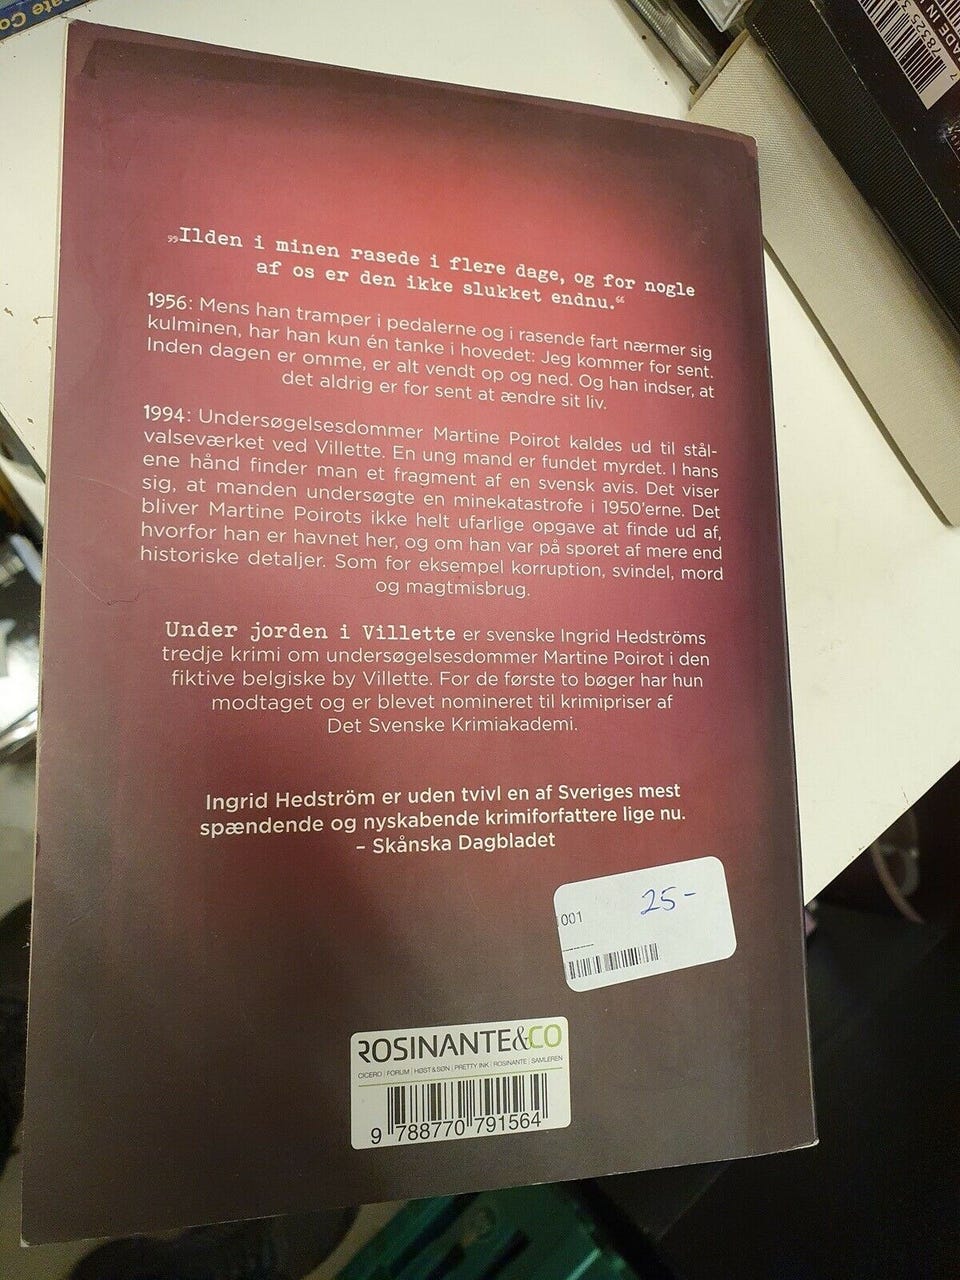 mate Co
MADE IN
7 78325 3
„Ilden i minen rasede i flere dage, og for nogle
af os er den ikke slukket endnu.“
1956: Mens han tramper i pedalerne og i rasende fart nærmer sig
kulminen, har han kun én tanke i hovedet: Jeg kommer for sent.
Inden dagen er omme, er alt vendt op og ned. Og han indser, at
det aldrig er for sent at ændre sit liv.
1994: Undersøgelsesdommer Martine Poirot kaldes ud til stål-
valseværket ved Villette. En ung mand er fundet myrdet. I hans
ene hånd finder man et fragment af en svensk avis. Det viser
sig, at manden undersøgte en minekatastrofe i 1950'erne. Det
bliver Martine Poirots ikke helt ufarlige opgave at finde ud af,
hvorfor han er havnet her, og om han var på sporet af mere end
historiske detaljer. Som for eksempel korruption, svindel, mord
og magtmisbrug.
Under jorden i Villette er svenske Ingrid Hedströms
tredje krimi om undersøgelsesdommer Martine Poirot i den
fiktive belgiske by Villette. For de første to bøger har hun
modtaget og er blevet nomineret til krimipriser af
Det Svenske Krimiakademi.
Ingrid Hedström er uden tvivl en af Sveriges mest
spændende og nyskabende krimiforfattere lige nu.
– Skånska Dagbladet
001 25-
ROSINANTE&CO
CICERO | FORUM | HØST & SØN | PRETTY INK | ROSINANTE | SAMLEREN
9 788770 791564